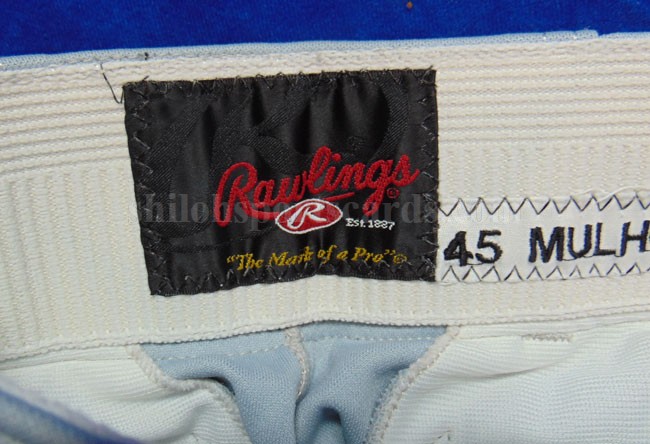 Rawlings
R
EST. 1887
"The Mark of a Pro"®
45 MULH